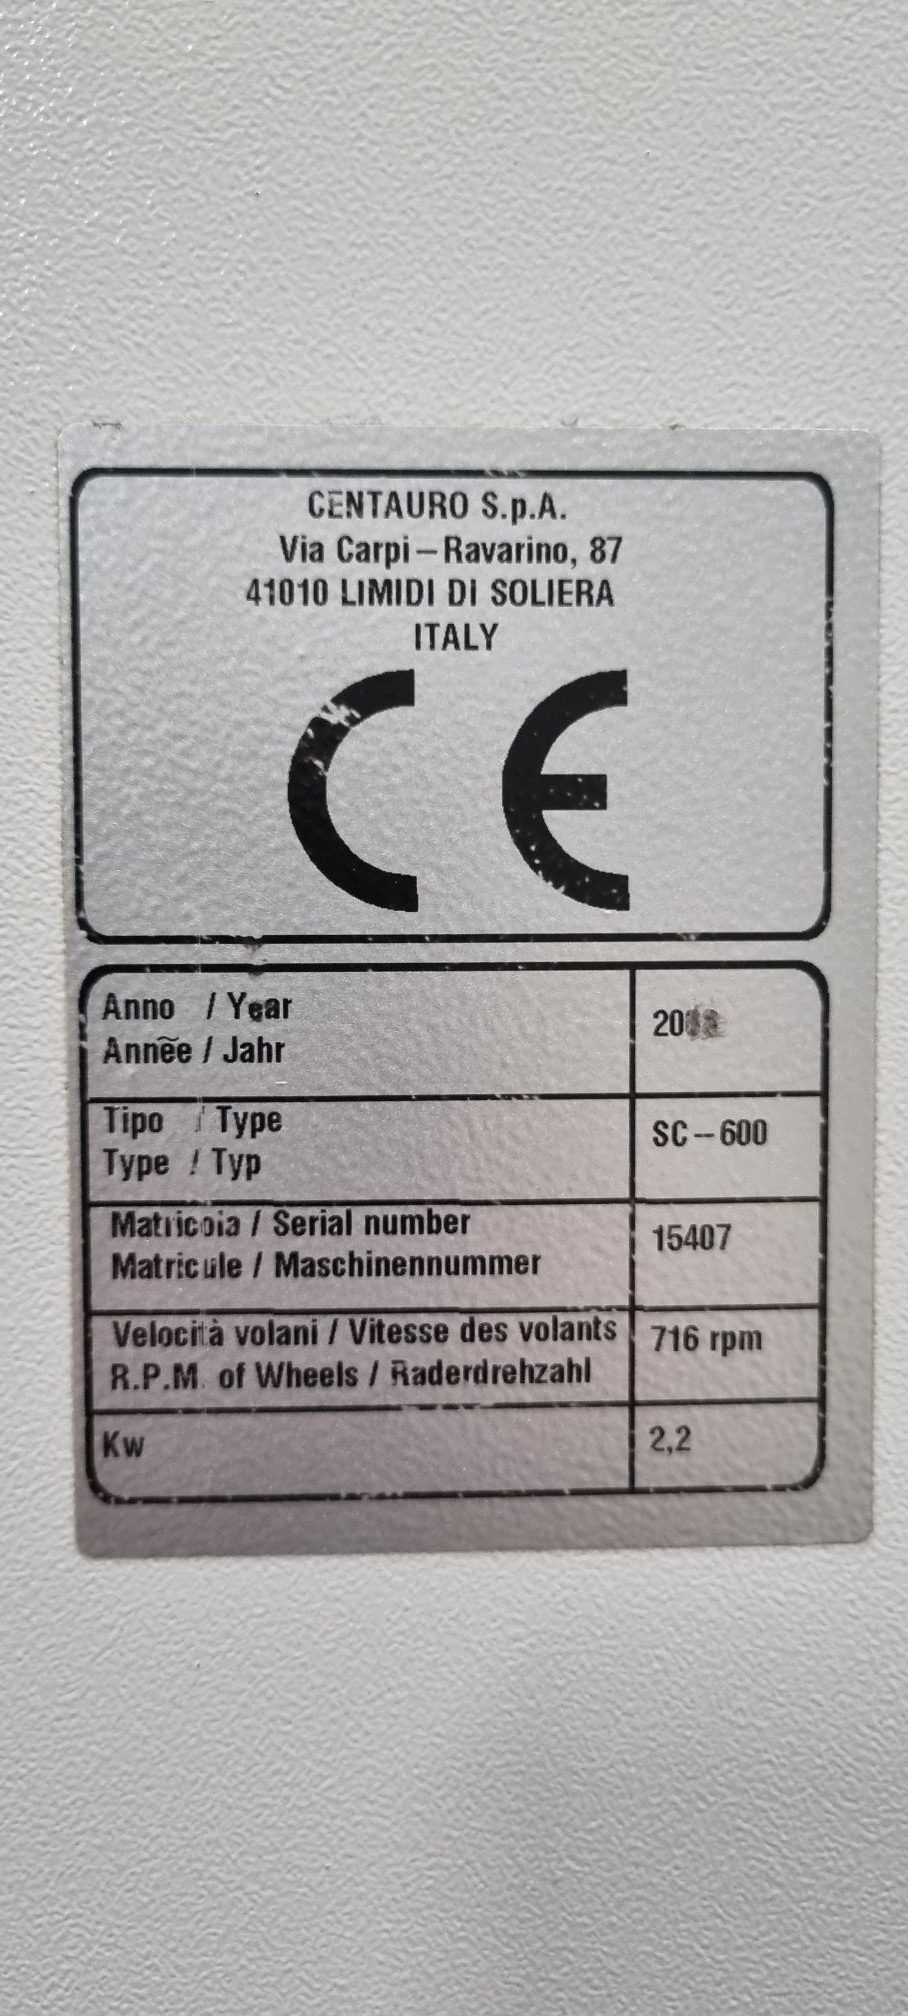 CENTAURO S.p.A.
Via Carpi – Ravarino, 87
41010 LIMIDI DI SOLIERA
ITALY
CE
Anno / Year
Annẽe / Jahr
Tipo / Type
SC – 600
Type / Typ
Matricola / Serial number
15407
Matricule / Maschinennummer
Velocità volani / Vitesse des volants
716 rpm
R.P.M. of Wheels / Raderdrehzahl
Kw
2,2